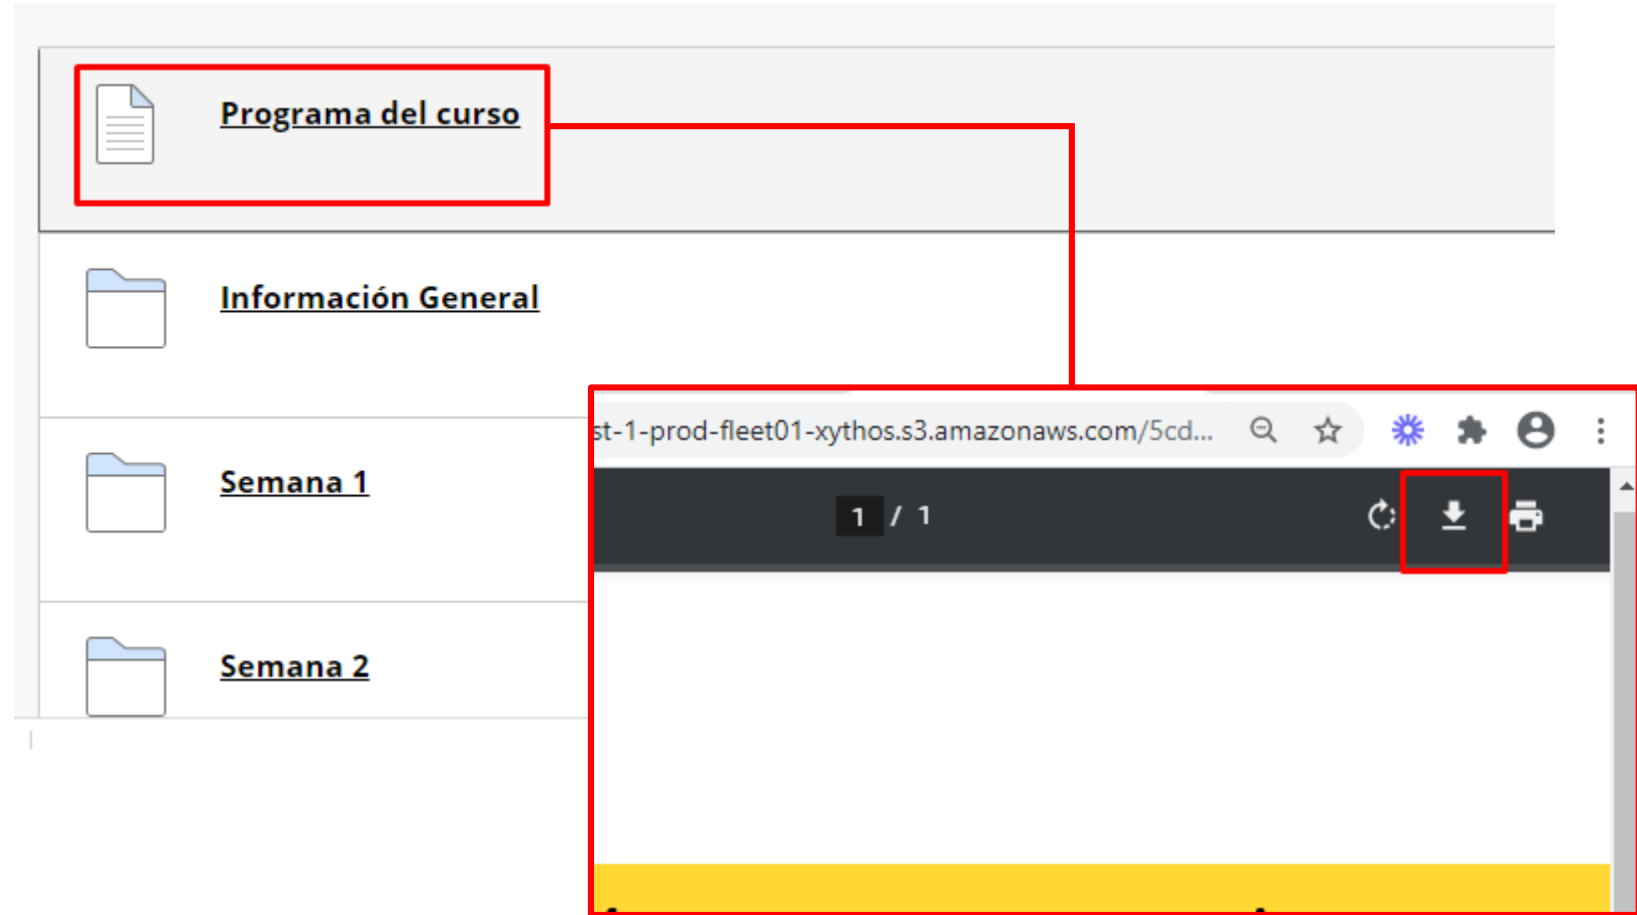 Programa del curso
Información General
Semana 1
Semana 2
st-1-prod-fleet01-xythos.s3.amazonaws.com/5cd...
1 / 1